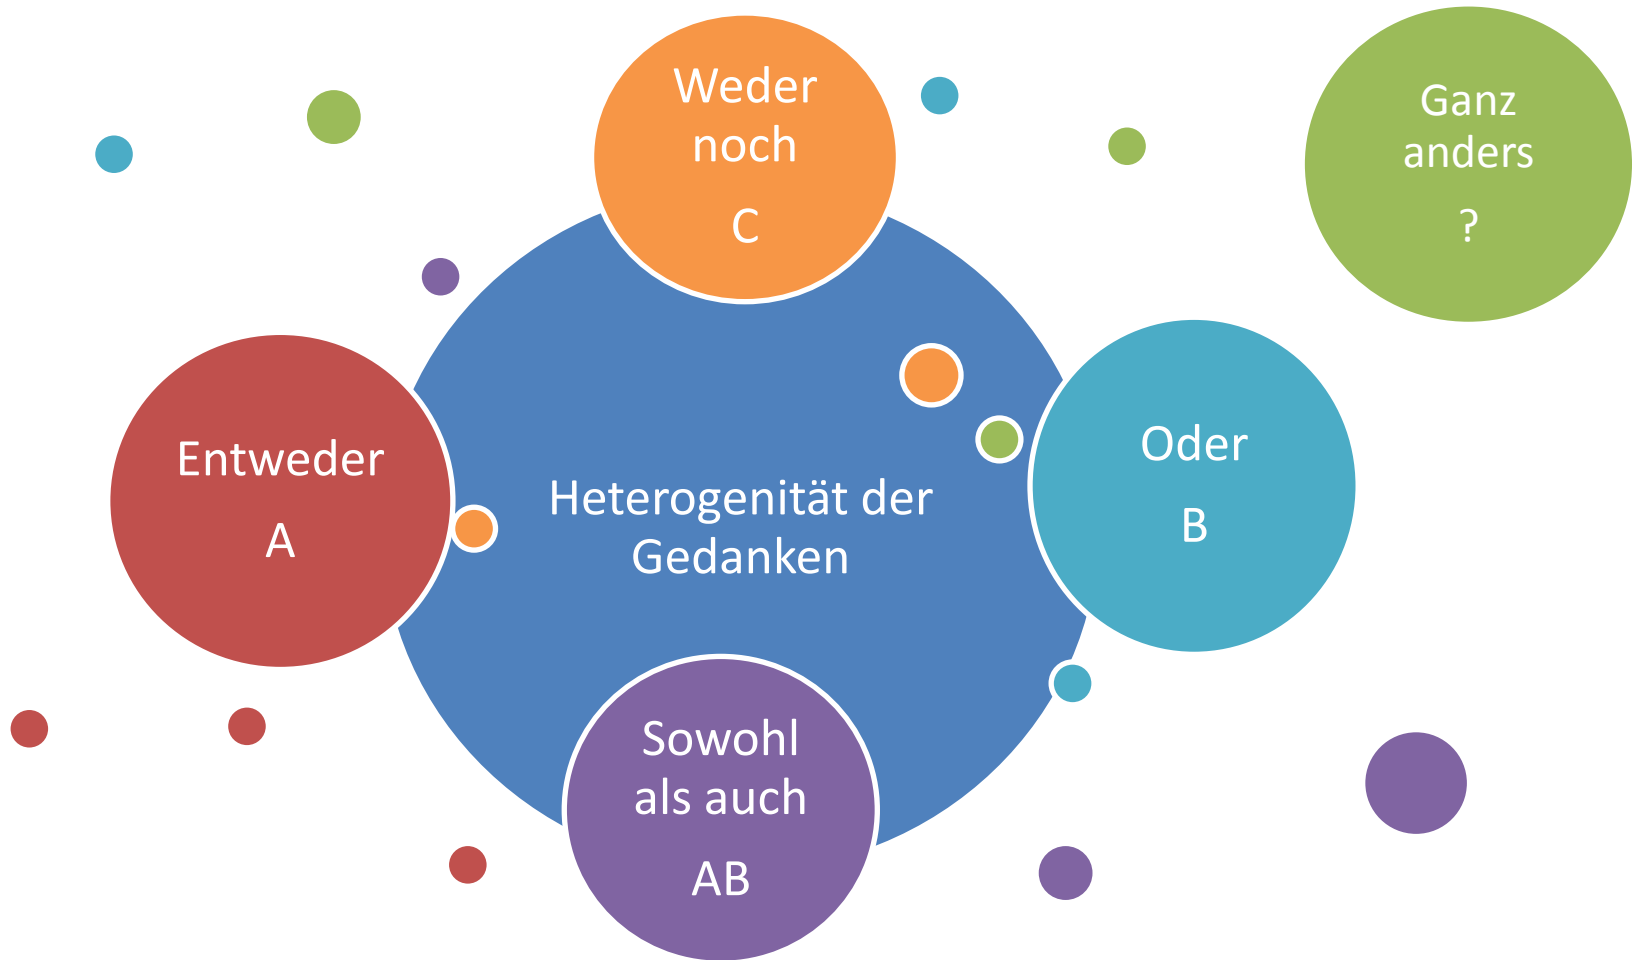 Weder
noch
C
Ganz
anders
?
Entweder
A
Heterogenität der
Gedanken
Oder
B
Sowohl
als auch
AB